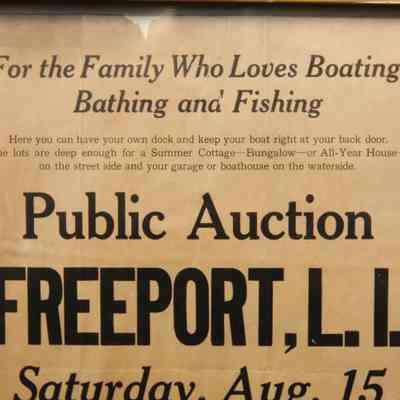 For the Family Who Loves Boating
Bathing and Fishing
Here you can have your own dock and keep your boat right at your back door.
lots are deep enough for a Summer Cottage—Bungalow—or All-Year House—
on the street side and your garage or boathouse on the waterside.
Public Auction
FREEPORT, L. I.
Saturday, Aug. 15